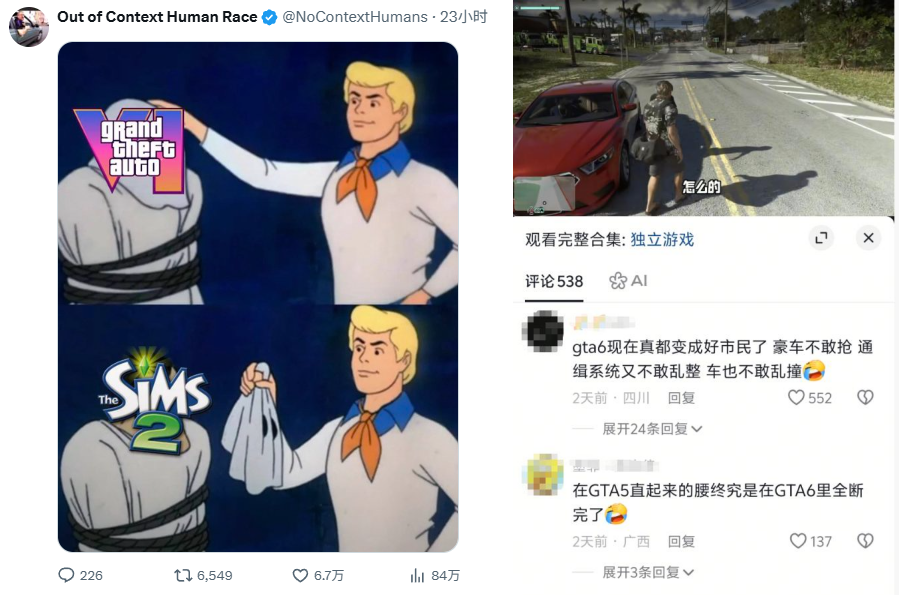 Out of Context Human Race @NoContextHumans · 23小时
grand
theft
auto
VI
The
SIMS
2
226 6,549 6.7万 84万
怎么的
观看完整合集: 独立游戏
评论538 AI
gta6现在真都变成好市民了 豪车不敢抢 通
缉系统又不敢乱整 车也不敢乱撞🤣
2天前 · 四川 回复 552
展开24条回复
在GTA5直起来的腰终究是在GTA6里全断
完了🤣
2天前 · 广西 回复 137
展开3条回复